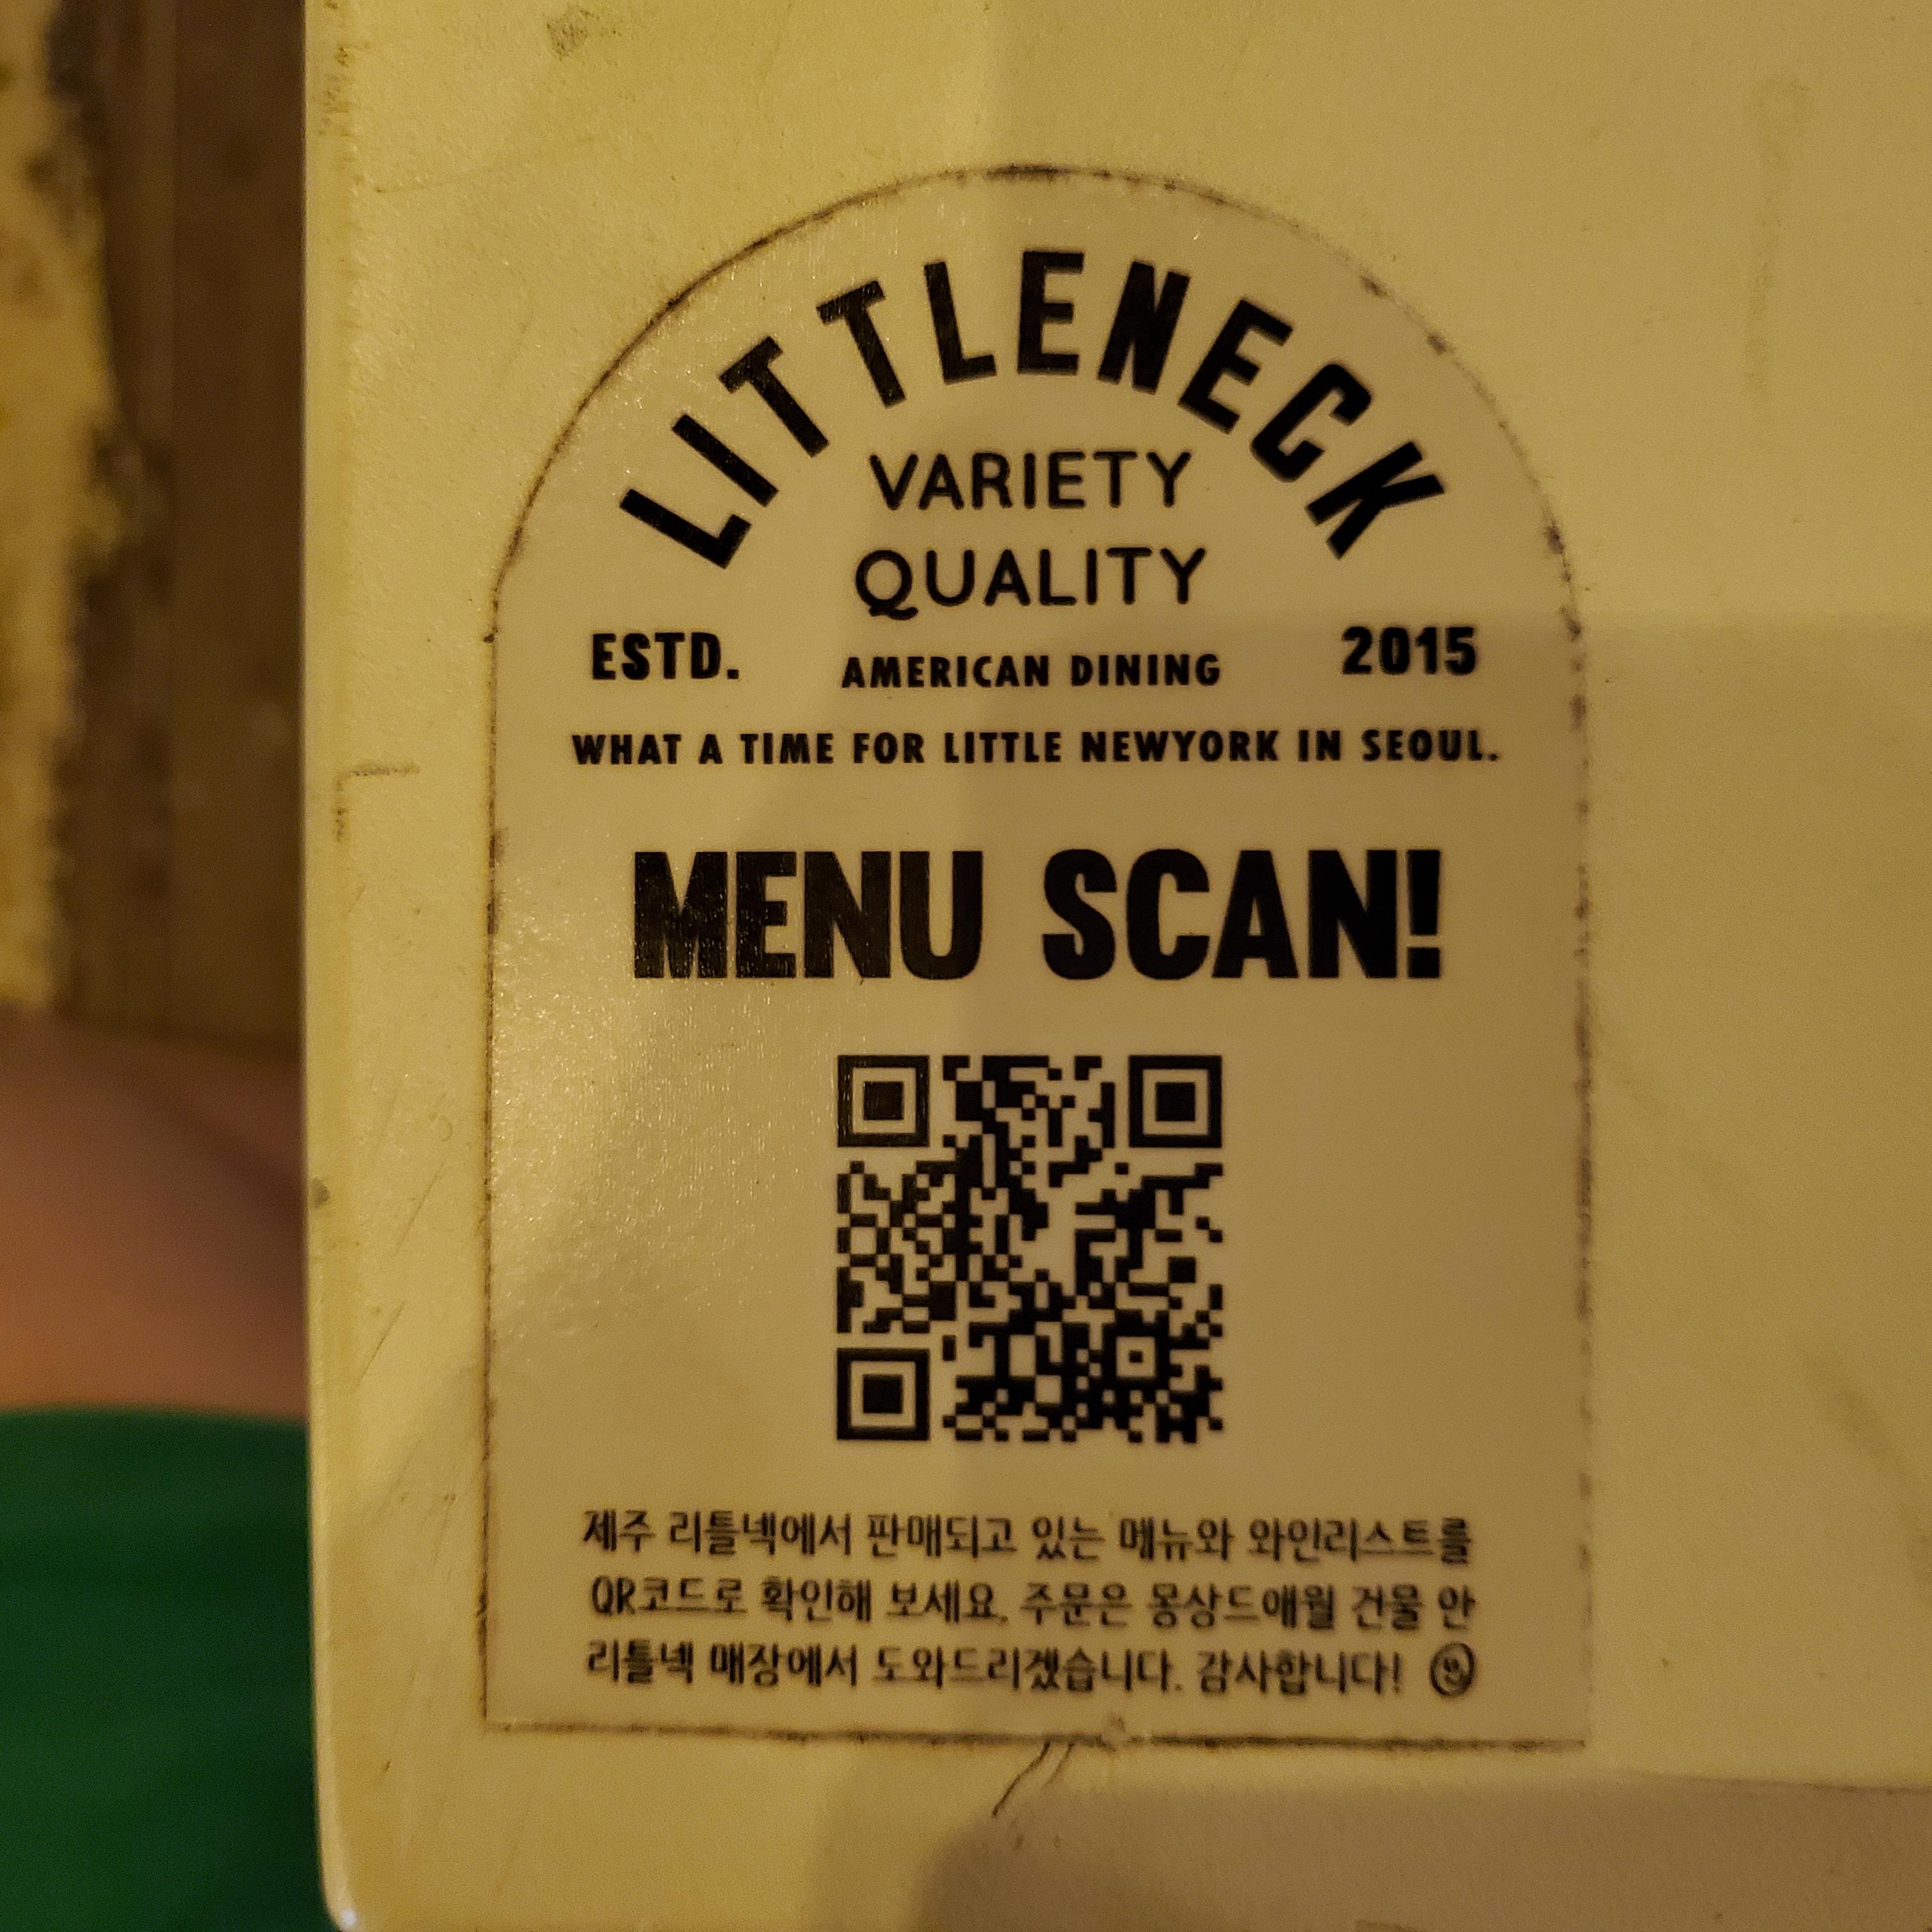 LITTLENECK
VARIETY
QUALITY
ESTD. AMERICAN DINING 2015
WHAT A TIME FOR LITTLE NEWYORK IN SEOUL.
MENU SCAN!
제주 리틀넥에서 판매되고 있는 메뉴와 와인리스트를
QR코드로 확인해 보세요, 주문은 몽상드애월 건물 안
리틀넥 매장에서 도와드리겠습니다. 감사합니다!